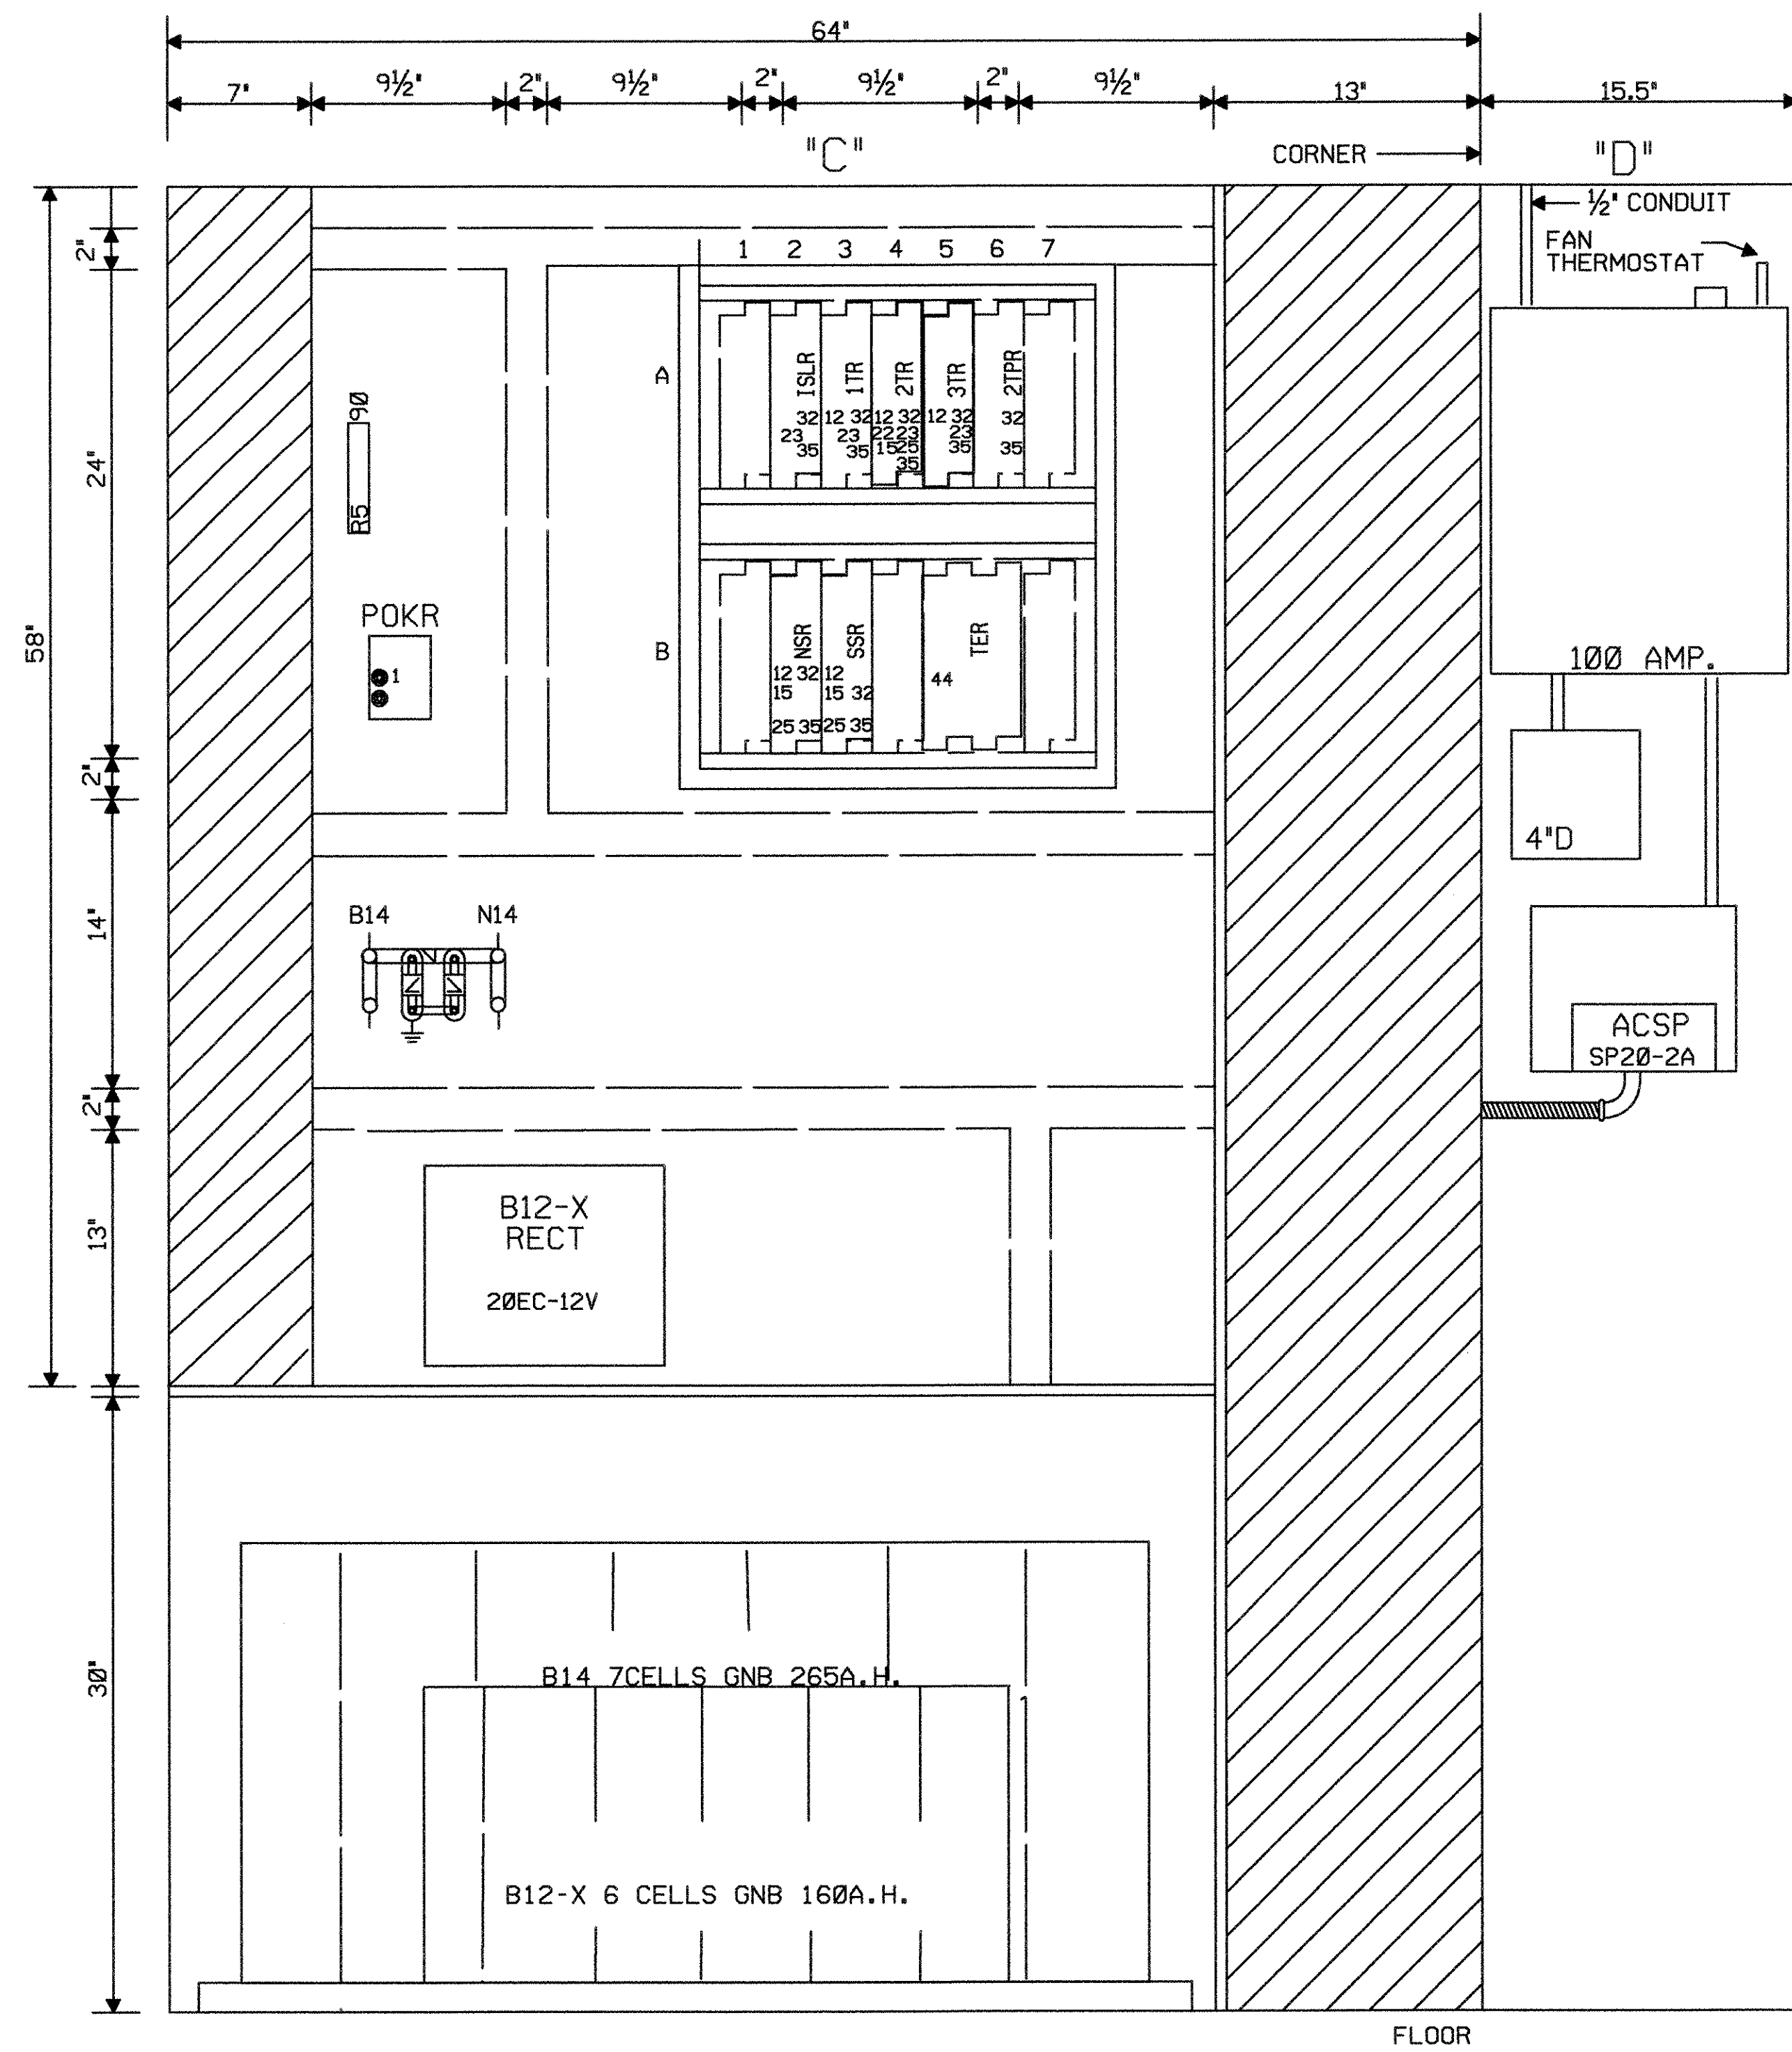 64"
7" 9½" 2" 9½" 2" 9½" 2" 9½" 13" 15.5"
"C" CORNER "D"
½" CONDUIT
FAN
THERMOSTAT
2"
1 2 3 4 5 6 7
A
ISLR 1TR 2TR 3TR 2TPR
32 12 32 12 32 12 32 32
23 23 22 23 23
35 35 15 25 35 35
35
90
R5
24"
58"
POKR
1
B
NSR SSR TER
12 32 12 44
15 15 32
25 35 25 35
100 AMP.
2"
4"D
14"
B14 N14
ACSP
SP20-2A
2"
13"
B12-X
RECT
20EC-12V
30"
B14 7CELLS GNB 265A.H.
B12-X 6 CELLS GNB 160A.H.
FLOOR